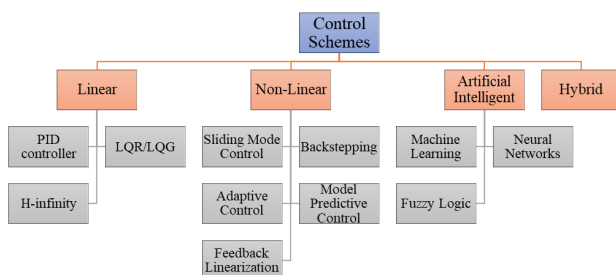 Control
Schemes
Linear
Non-Linear
Artificial
Intelligent
Hybrid
PID
controller
LQR/LQG
H-infinity
Sliding Mode
Control
Backstepping
Adaptive
Control
Model
Predictive
Control
Feedback
Linearization
Machine
Learning
Neural
Networks
Fuzzy Logic